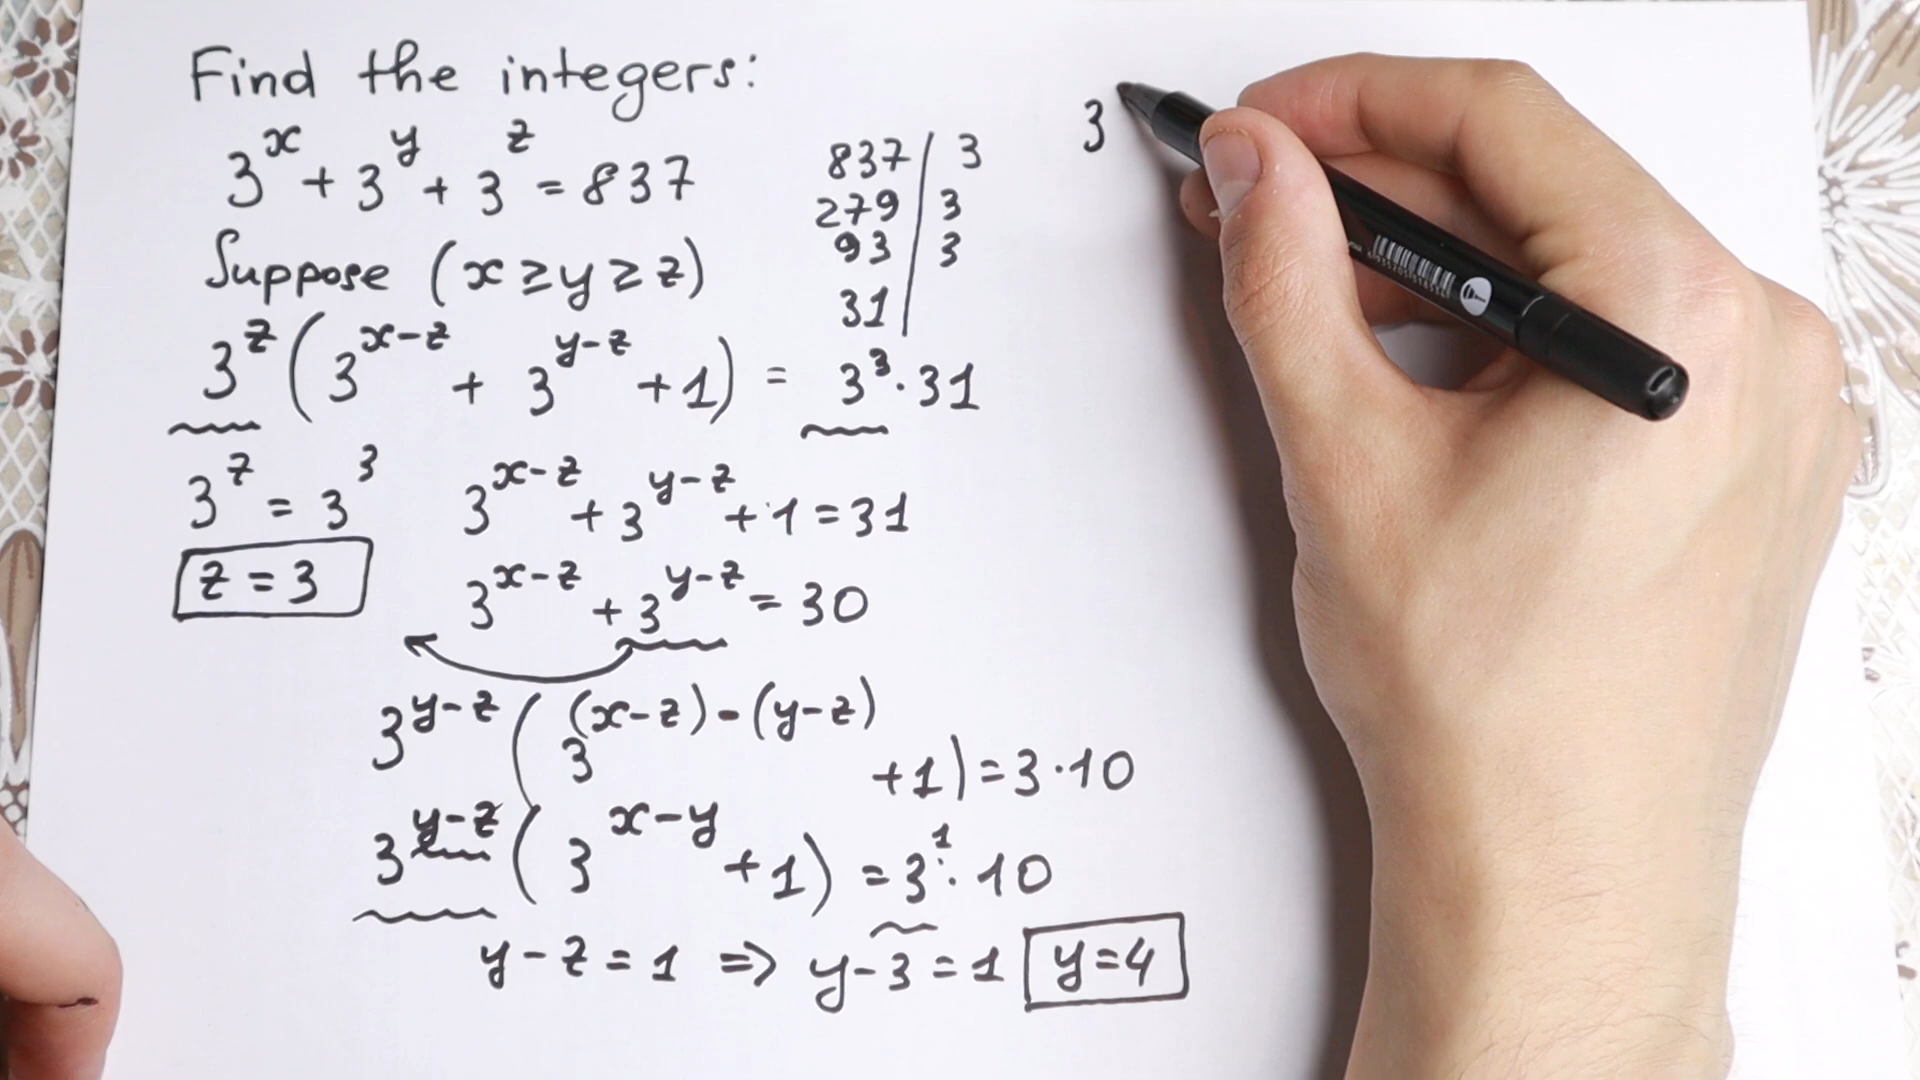 Find the integers:
3^x + 3^y + 3^z = 837
Suppose (x ≥ y ≥ z)
3^z (3^(x-z) + 3^(y-z) + 1) = 3^3 · 31
3^z = 3^3
z = 3
3^(x-z) + 3^(y-z) + 1 = 31
3^(x-z) + 3^(y-z) = 30
3^(y-z) (3^((x-z)-(y-z)) + 1) = 3 · 10
3^(y-z) (3^(x-y) + 1) = 3^1 · 10
y - z = 1 => y - 3 = 1 y = 4
837 | 3
279 | 3
93 | 3
31 |
3